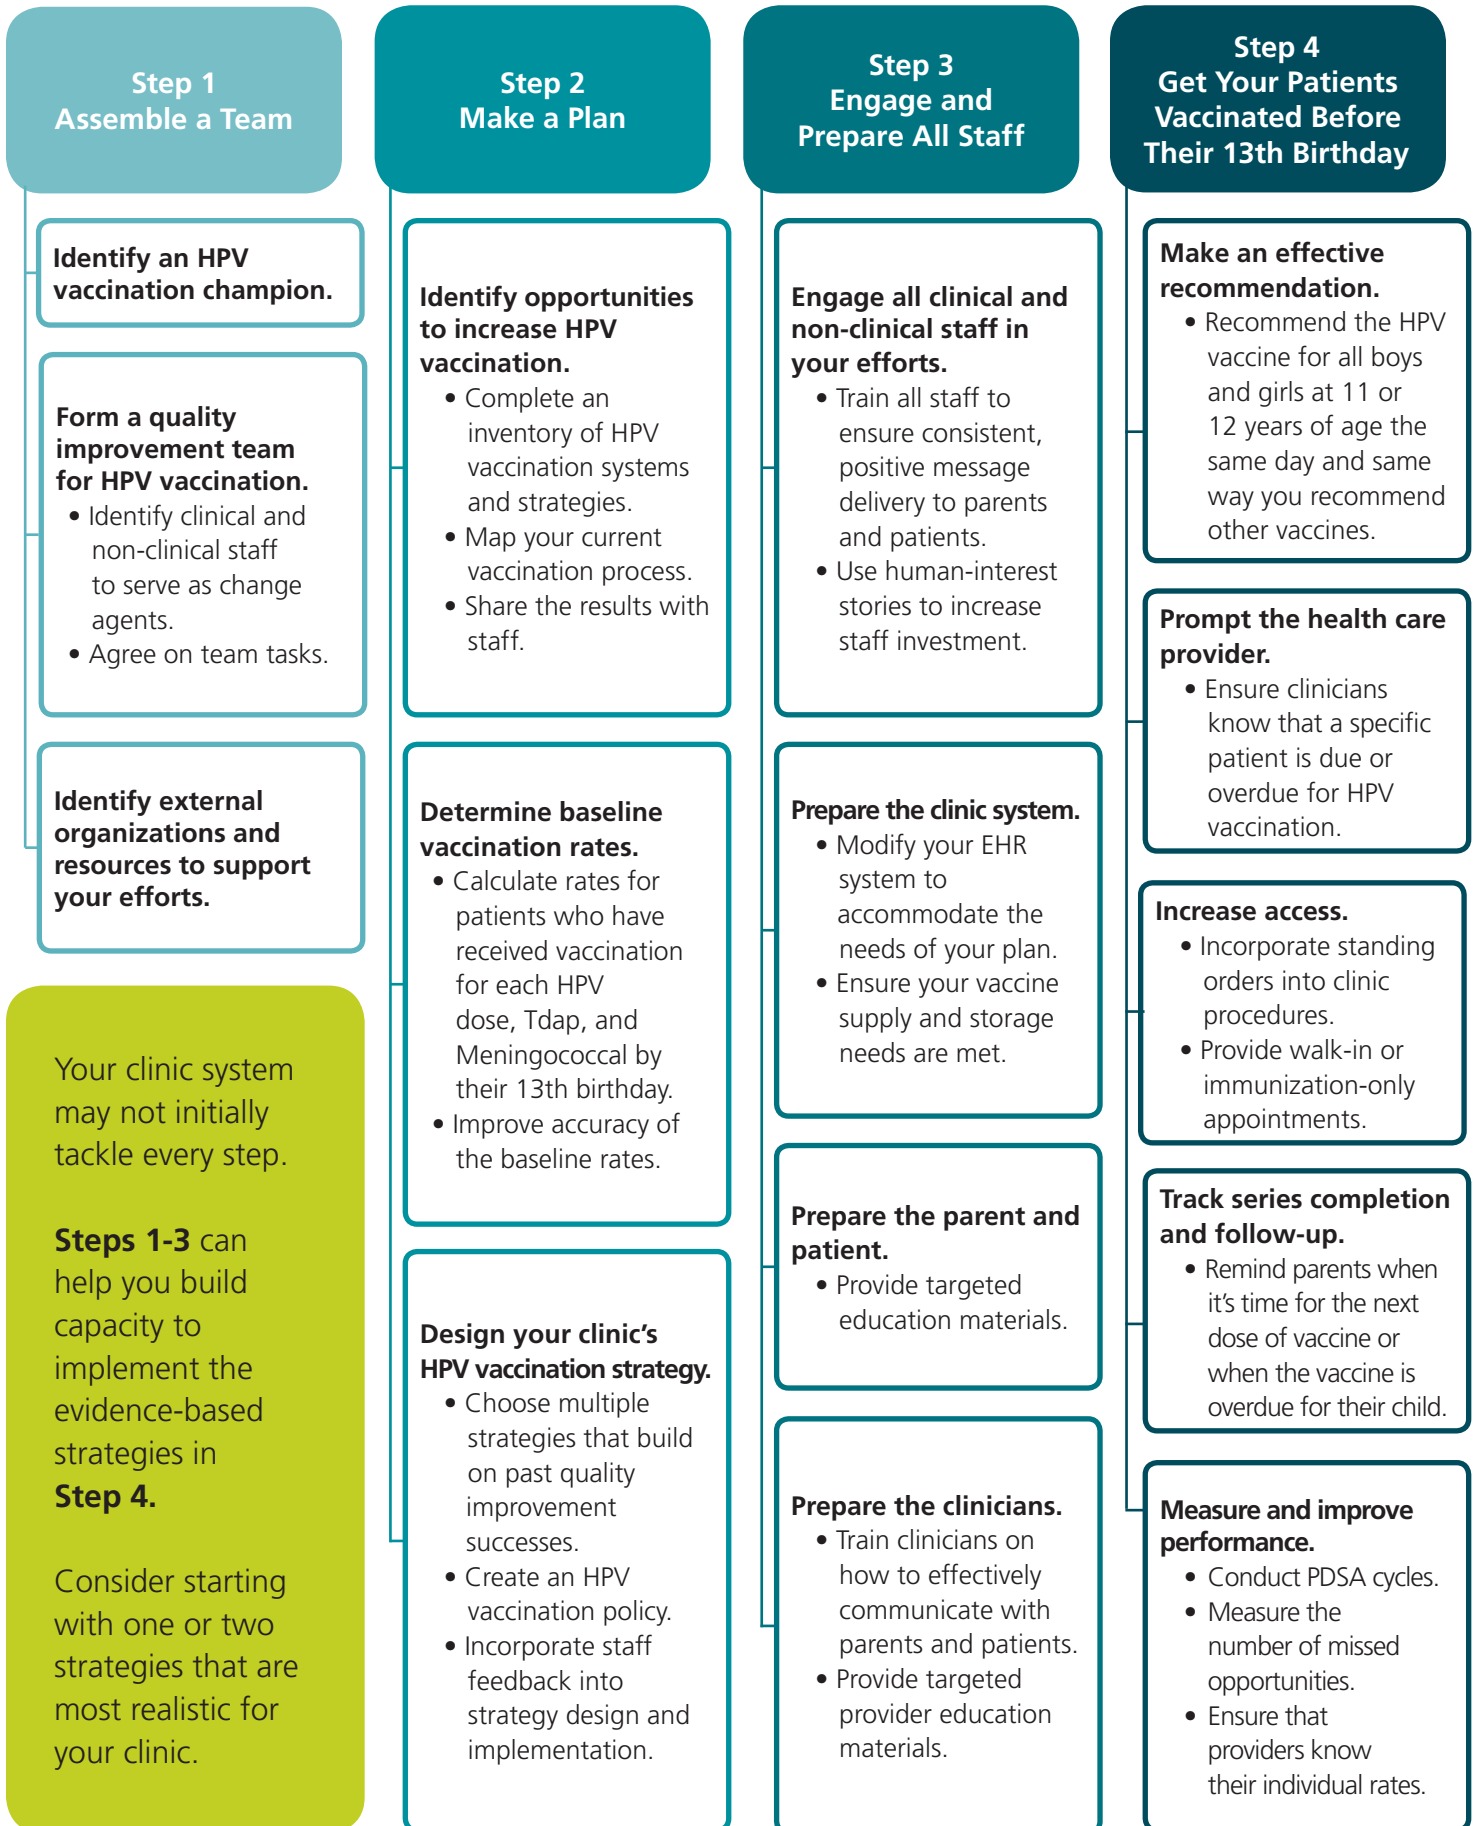 Step 1
Assemble a Team
Identify an HPV
vaccination champion.
Form a quality
improvement team
for HPV vaccination.
• Identify clinical and
non-clinical staff
to serve as change
agents.
• Agree on team tasks.
Identify external
organizations and
resources to support
your efforts.
Your clinic system
may not initially
tackle every step.
Steps 1-3 can
help you build
capacity to
implement the
evidence-based
strategies in
Step 4.
Consider starting
with one or two
strategies that are
most realistic for
your clinic.
Step 2
Make a Plan
Identify opportunities
to increase HPV
vaccination.
• Complete an
inventory of HPV
vaccination systems
and strategies.
• Map your current
vaccination process.
• Share the results with
staff.
Determine baseline
vaccination rates.
• Calculate rates for
patients who have
received vaccination
for each HPV
dose, Tdap, and
Meningococcal by
their 13th birthday.
• Improve accuracy of
the baseline rates.
Design your clinic's
HPV vaccination strategy.
• Choose multiple
strategies that build
on past quality
improvement
successes.
• Create an HPV
vaccination policy.
• Incorporate staff
feedback into
strategy design and
implementation.
Step 3
Engage and
Prepare All Staff
Engage all clinical and
non-clinical staff in
your efforts.
• Train all staff to
ensure consistent,
positive message
delivery to parents
and patients.
• Use human-interest
stories to increase
staff investment.
Prepare the clinic system.
• Modify your EHR
system to
accommodate the
needs of your plan.
• Ensure your vaccine
supply and storage
needs are met.
Prepare the parent and
patient.
• Provide targeted
education materials.
Prepare the clinicians.
• Train clinicians on
how to effectively
communicate with
parents and patients.
• Provide targeted
provider education
materials.
Step 4
Get Your Patients
Vaccinated Before
Their 13th Birthday
Make an effective
recommendation.
• Recommend the HPV
vaccine for all boys
and girls at 11 or
12 years of age the
same day and same
way you recommend
other vaccines.
Prompt the health care
provider.
• Ensure clinicians
know that a specific
patient is due or
overdue for HPV
vaccination.
Increase access.
• Incorporate standing
orders into clinic
procedures.
• Provide walk-in or
immunization-only
appointments.
Track series completion
and follow-up.
• Remind parents when
it's time for the next
dose of vaccine or
when the vaccine is
overdue for their child.
Measure and improve
performance.
• Conduct PDSA cycles.
• Measure the
number of missed
opportunities.
• Ensure that
providers know
their individual rates.